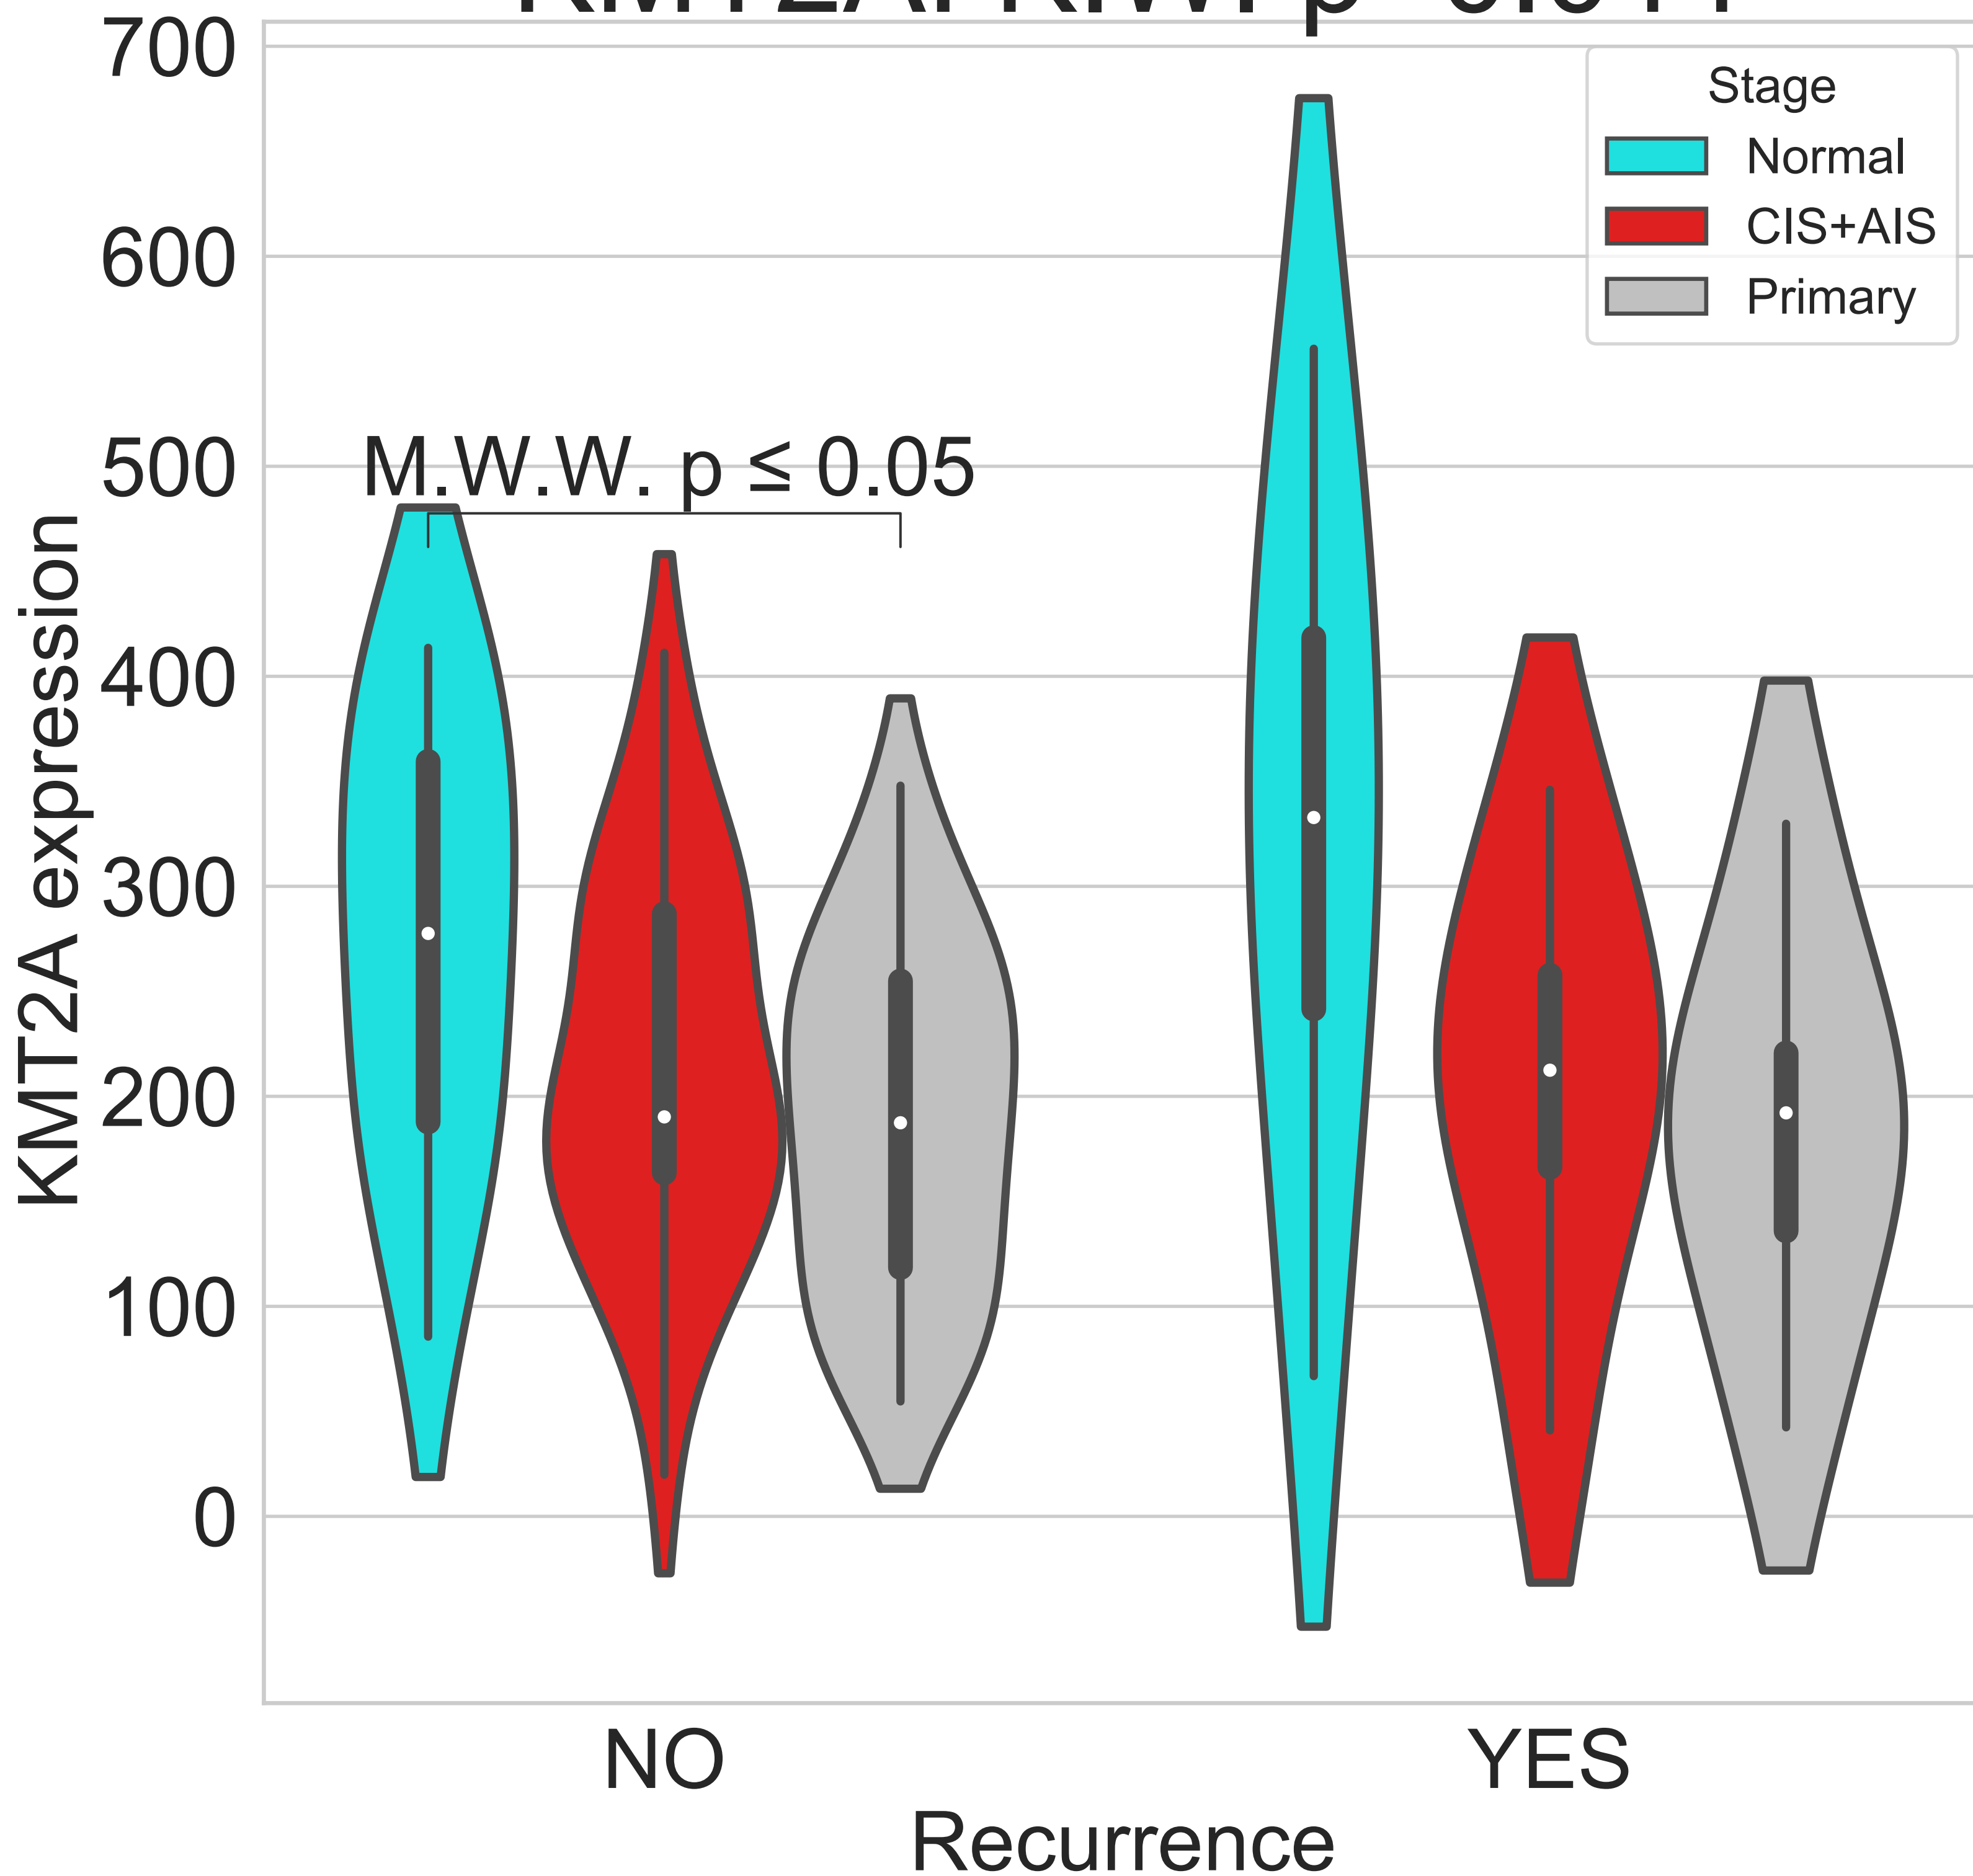 700
600
500
400
300
200
100
0
KMT2A expression
M.W.W. p ≤ 0.05
Stage
Normal
CIS+AIS
Primary
NO
YES
Recurrence